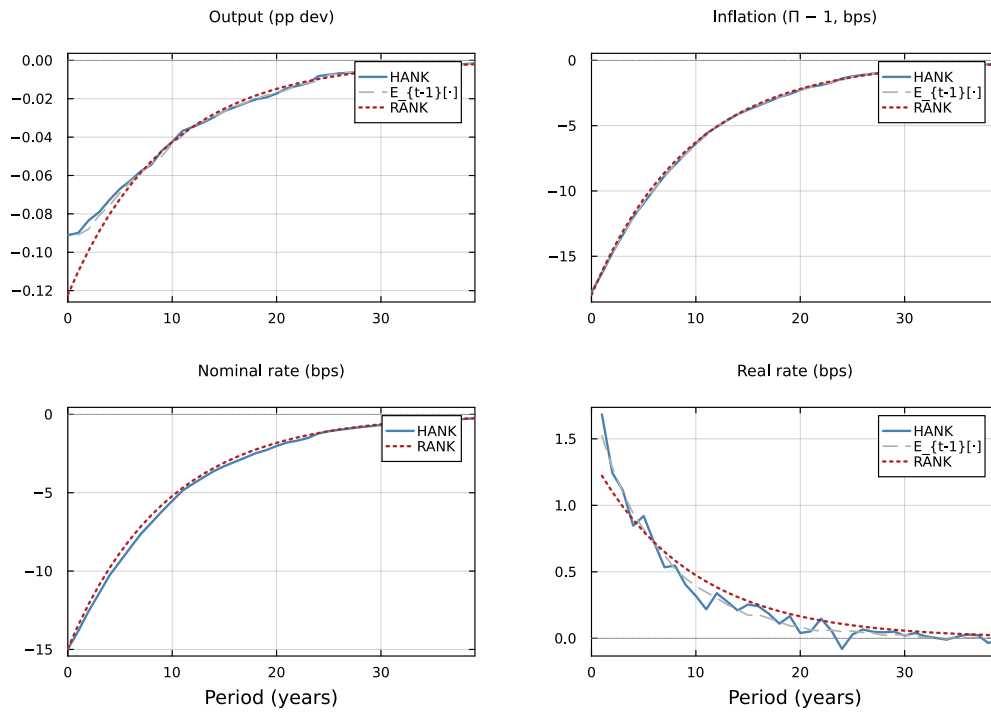 Output (pp dev)
0.00
−0.02
−0.04
−0.06
−0.08
−0.10
−0.12
0
10
20
30
HANK
E_{t-1}[·]
RANK
Inflation (Π − 1, bps)
0
−5
−10
−15
0
10
20
30
HANK
E_{t-1}[·]
RANK
Nominal rate (bps)
0
−5
−10
−15
0
10
20
30
Period (years)
HANK
RANK
Real rate (bps)
1.5
1.0
0.5
0.0
0
10
20
30
Period (years)
HANK
E_{t-1}[·]
RANK